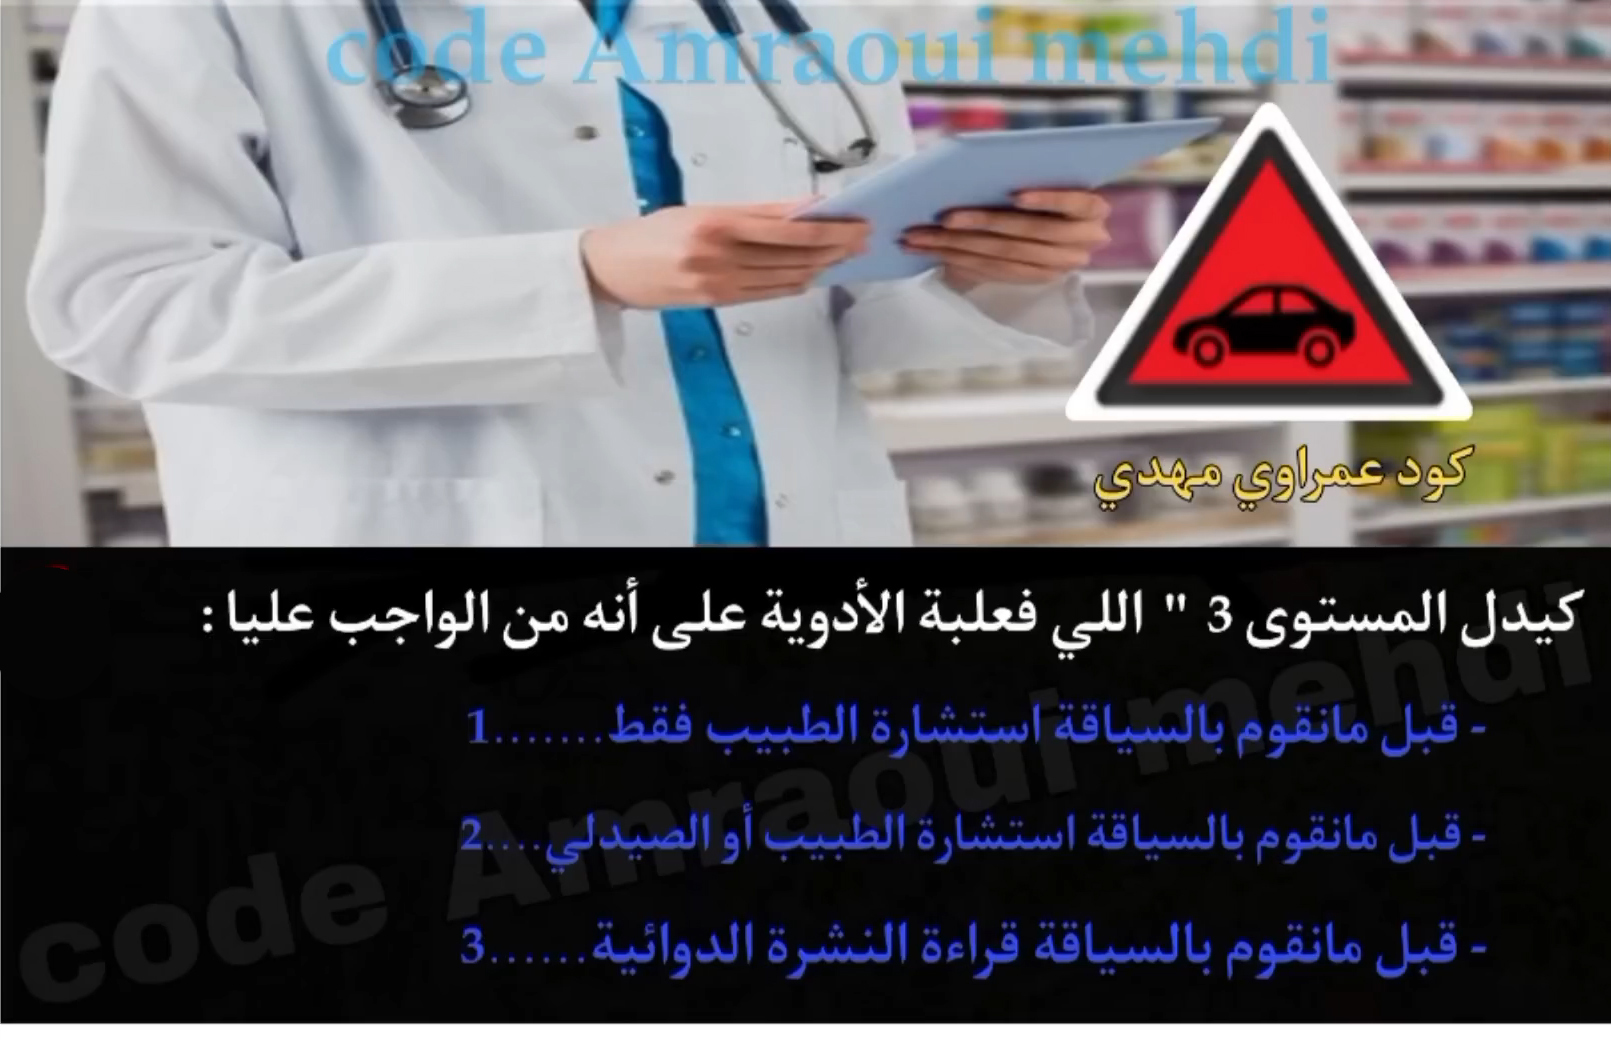 code Amraoui mehdi
كود عمراوي مهدي
كيدل المستوى 3 " اللي فعلبة الأدوية على أنه من الواجب عليا :
- قبل مانقوم بالسياقة استشارة الطبيب فقط.......1
- قبل مانقوم بالسياقة استشارة الطبيب أو الصيدلي....2
- قبل مانقوم بالسياقة قراءة النشرة الدوائية......3
code Amraoui mehdi